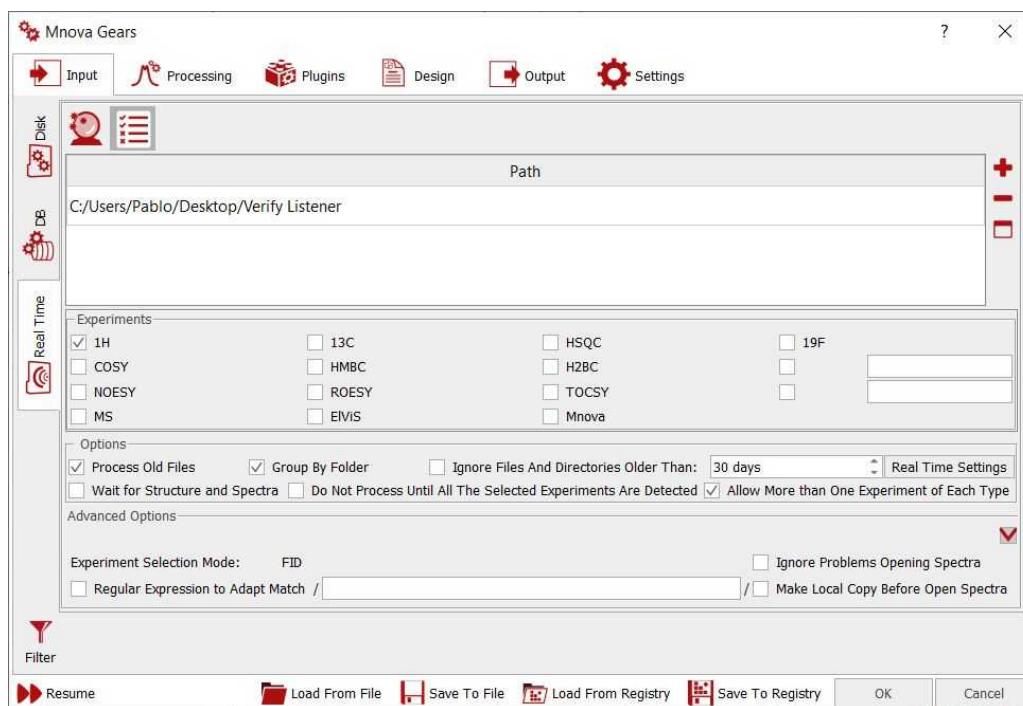 Mnova Gears ? X
Input Processing Plugins Design Output Settings
Disk
DB
Real Time
Path
C:/Users/Pablo/Desktop/Verify Listener
Experiments
1H 13C HSQC 19F
COSY HMBC H2BC
NOESY ROESY TOCSY
MS ElViS Mnova
Options
Process Old Files Group By Folder Ignore Files And Directories Older Than: 30 days Real Time Settings
Wait for Structure and Spectra Do Not Process Until All The Selected Experiments Are Detected Allow More than One Experiment of Each Type
Advanced Options
Experiment Selection Mode: FID Ignore Problems Opening Spectra
Regular Expression to Adapt Match / / Make Local Copy Before Open Spectra
Filter
Resume Load From File Save To File Load From Registry Save To Registry OK Cancel